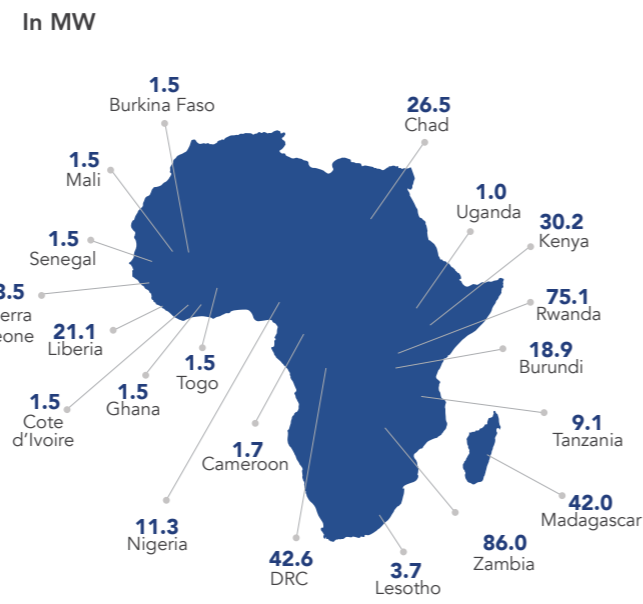 In MW
1.5
Burkina Faso
26.5
Chad
1.5
Mali
1.0
Uganda
30.2
Kenya
1.5
Senegal
75.1
Rwanda
21.1
Liberia
18.9
Burundi
1.5
Togo
1.5
Ghana
1.5
Cote
d'Ivoire
9.1
Tanzania
1.7
Cameroon
42.0
Madagascar
11.3
Nigeria
86.0
Zambia
42.6
DRC
3.7
Lesotho